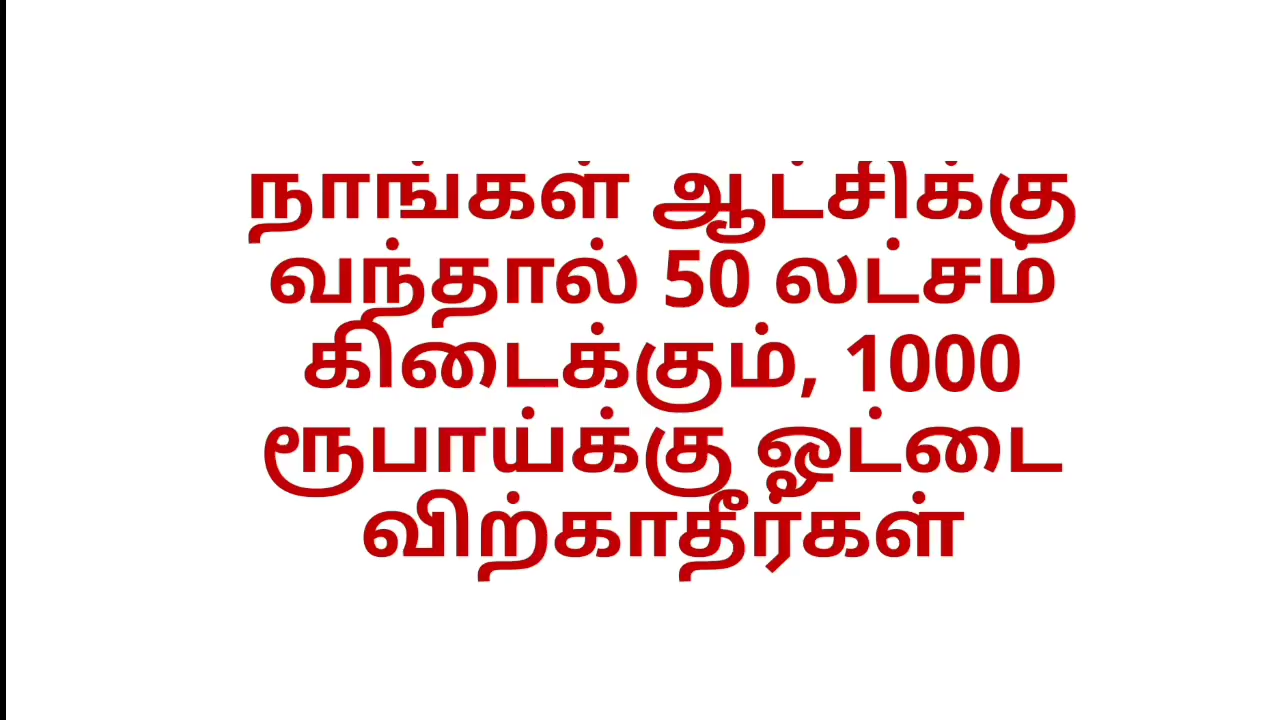 நாங்கள் ஆட்சிக்கு
வந்தால் 50 லட்சம்
கிடைக்கும், 1000
ரூபாய்க்கு ஓட்டை
விற்காதீர்கள்